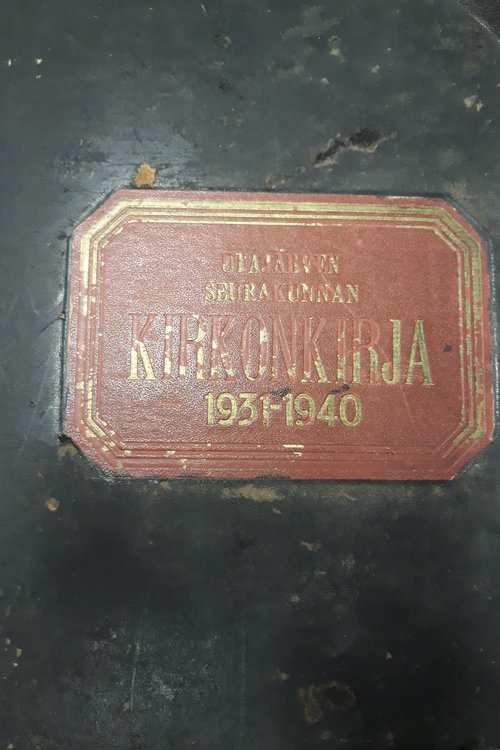 UTAJÄRVEN
SEURAKUNNAN
KIRKONKIRJA
1931-1940